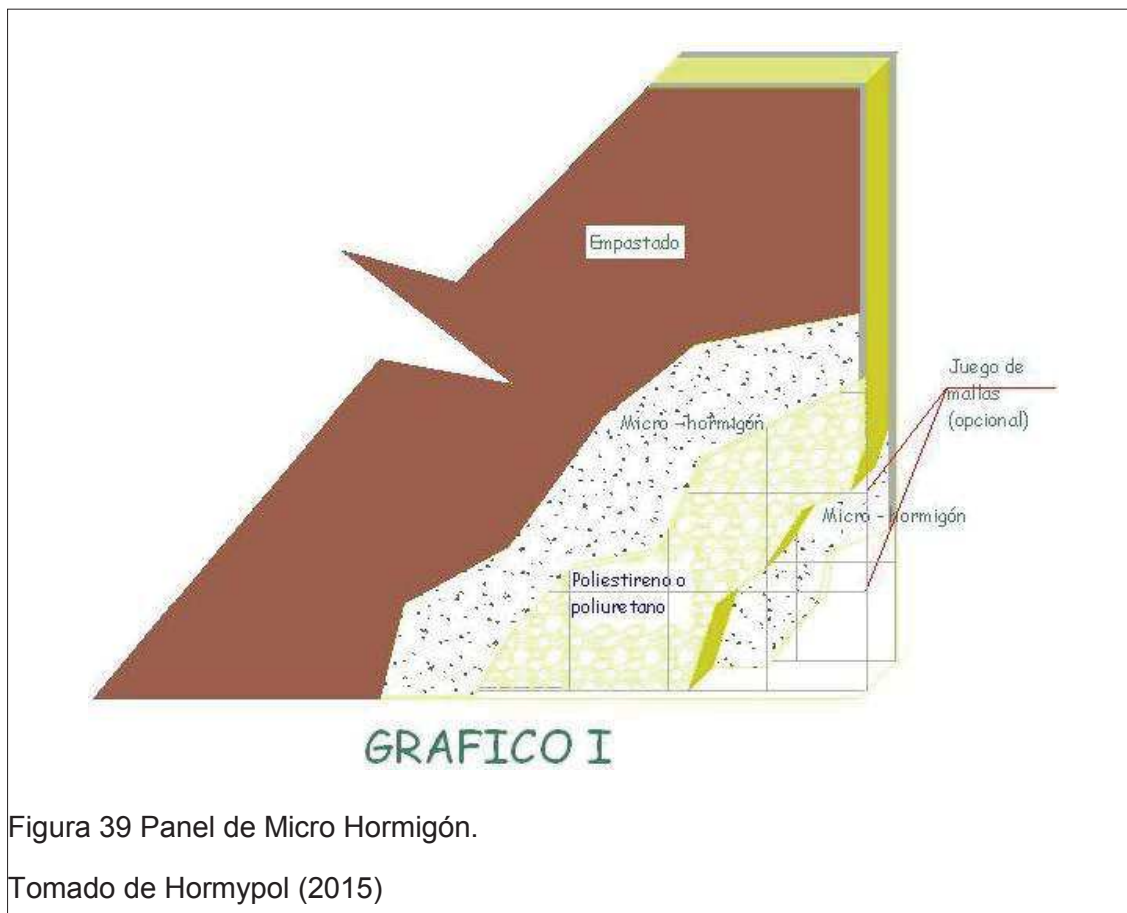 Empastado
Juego de
mallas
(opcional)
Micro -hormigón
Micro - hormigón
Poliestireno o
poliuretano
GRAFICO I
Figura 39 Panel de Micro Hormigón.
Tomado de Hormypol (2015)